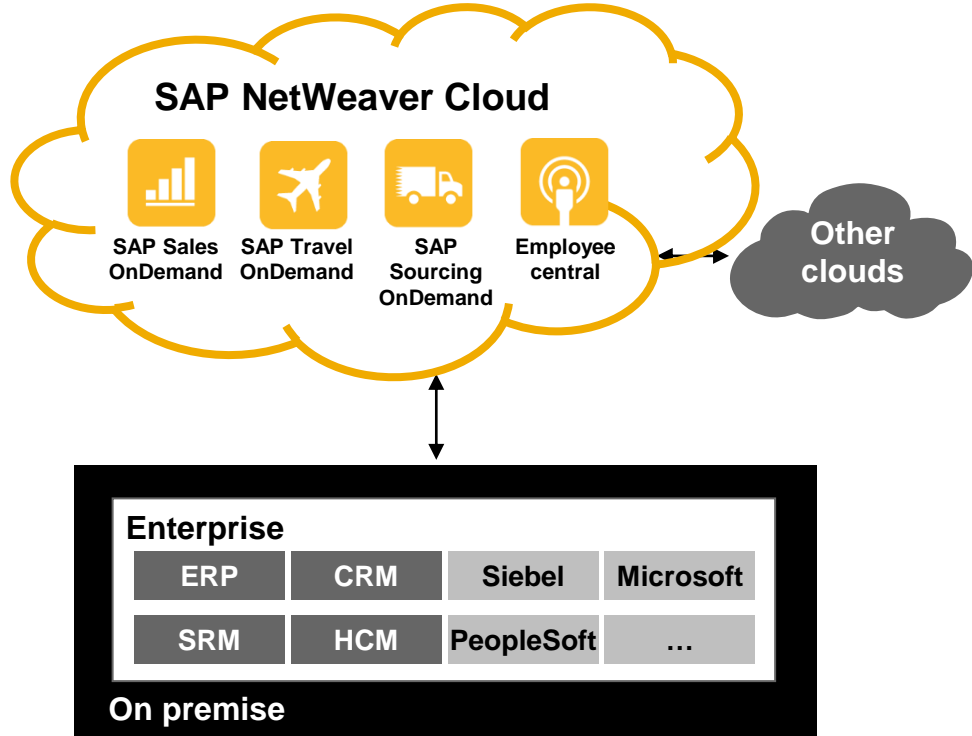 SAP NetWeaver Cloud
SAP Sales
OnDemand
SAP Travel
OnDemand
SAP
Sourcing
OnDemand
Employee
central
Other
clouds
Enterprise
ERP
CRM
Siebel
Microsoft
SRM
HCM
PeopleSoft
...
On premise